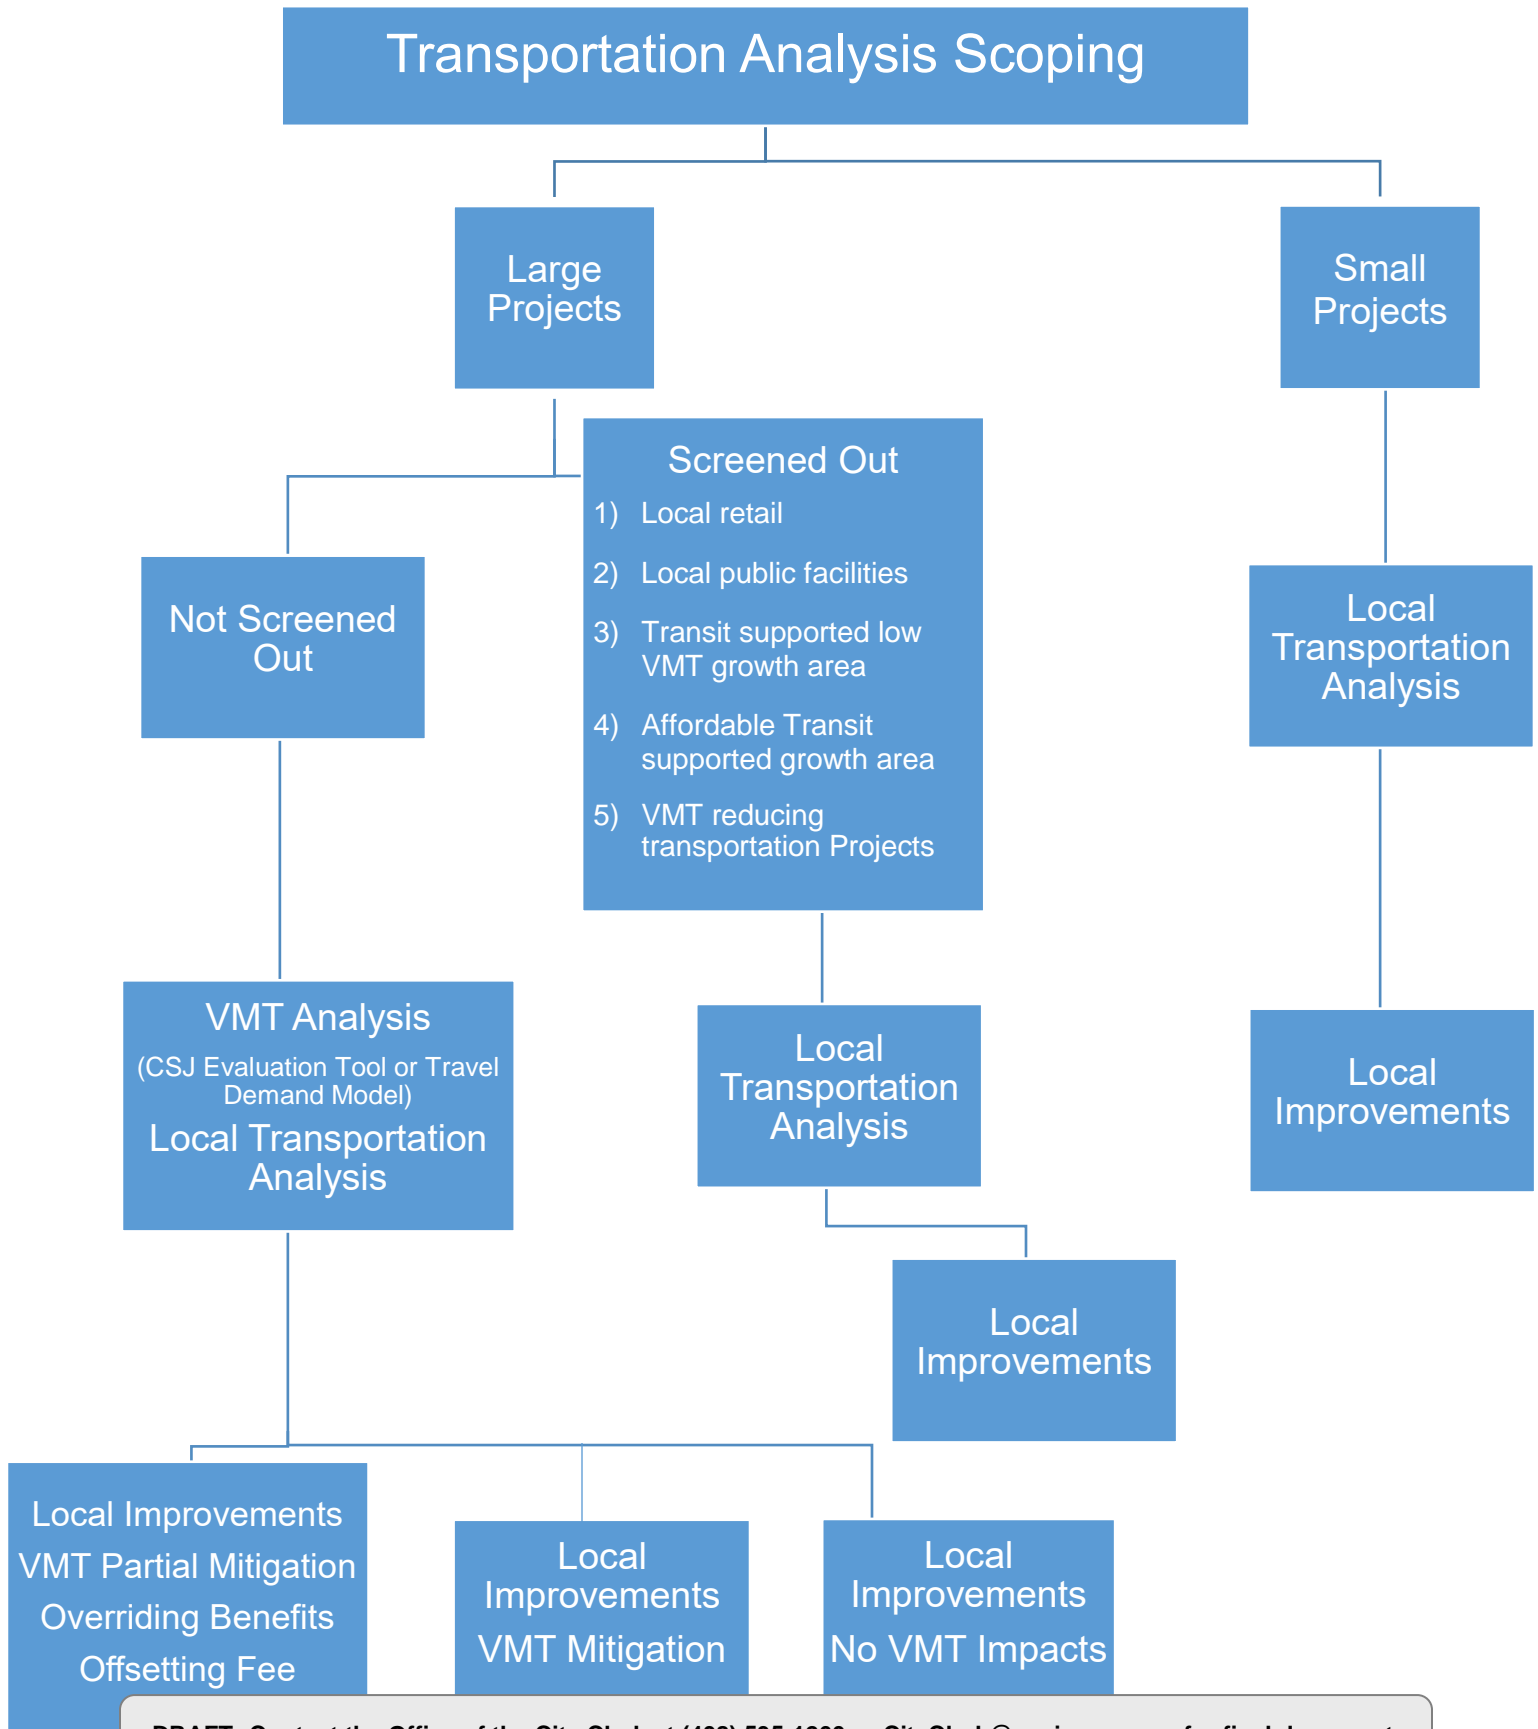 Transportation Analysis Scoping
Large
Projects
Small
Projects
Screened Out
1) Local retail
2) Local public facilities
3) Transit supported low
VMT growth area
4) Affordable Transit
supported growth area
5) VMT reducing
transportation Projects
Not Screened
Out
Local
Transportation
Analysis
VMT Analysis
(CSJ Evaluation Tool or Travel
Demand Model)
Local Transportation
Analysis
Local
Transportation
Analysis
Local
Improvements
Local
Improvements
Local Improvements
VMT Partial Mitigation
Overriding Benefits
Offsetting Fee
Local
Improvements
VMT Mitigation
Local
Improvements
No VMT Impacts